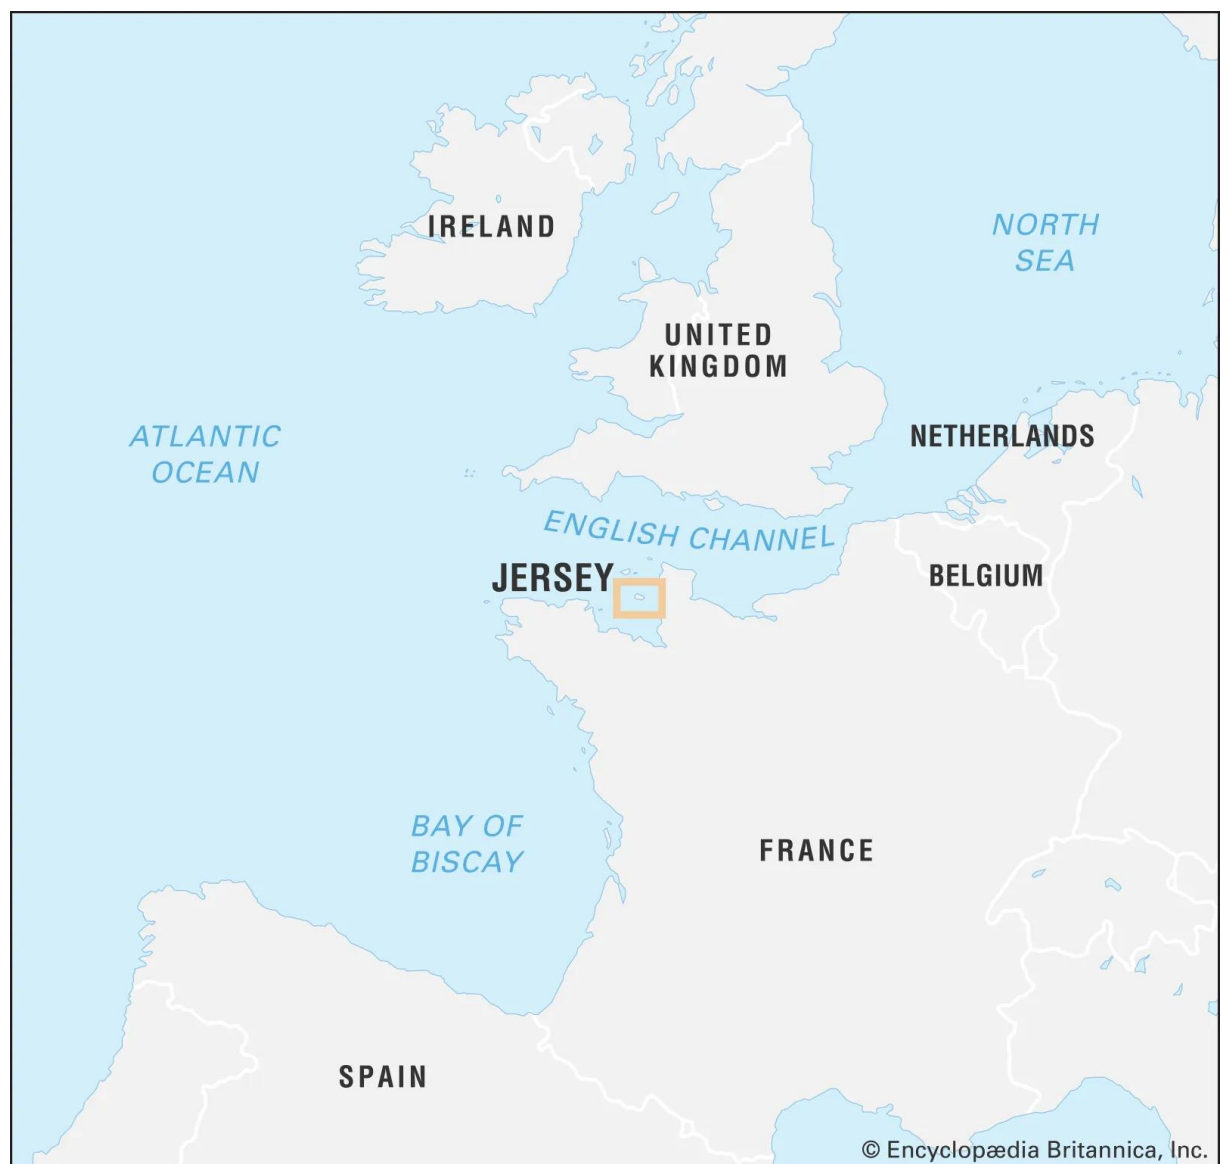 IRELAND
NORTH
SEA
UNITED
KINGDOM
ATLANTIC
OCEAN
NETHERLANDS
ENGLISH CHANNEL
JERSEY
BELGIUM
BAY OF
BISCAY
FRANCE
SPAIN
© Encyclopædia Britannica, Inc.